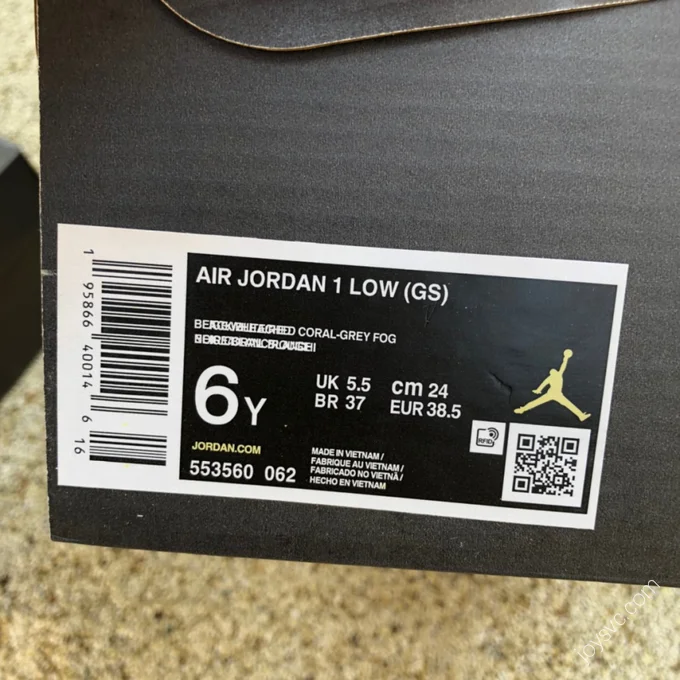 AIR JORDAN 1 LOW (GS)
CORAL-GREY FOG
6Y
UK 5.5 cm 24
BR 37 EUR 38.5
RFID
JORDAN.COM
553560 062
MADE IN VIETNAM /
FABRIQUE AU VIETNAM /
FABRICADO NO VIETNÃ /
HECHO EN VIETNAM
1 95866 40014 6 16